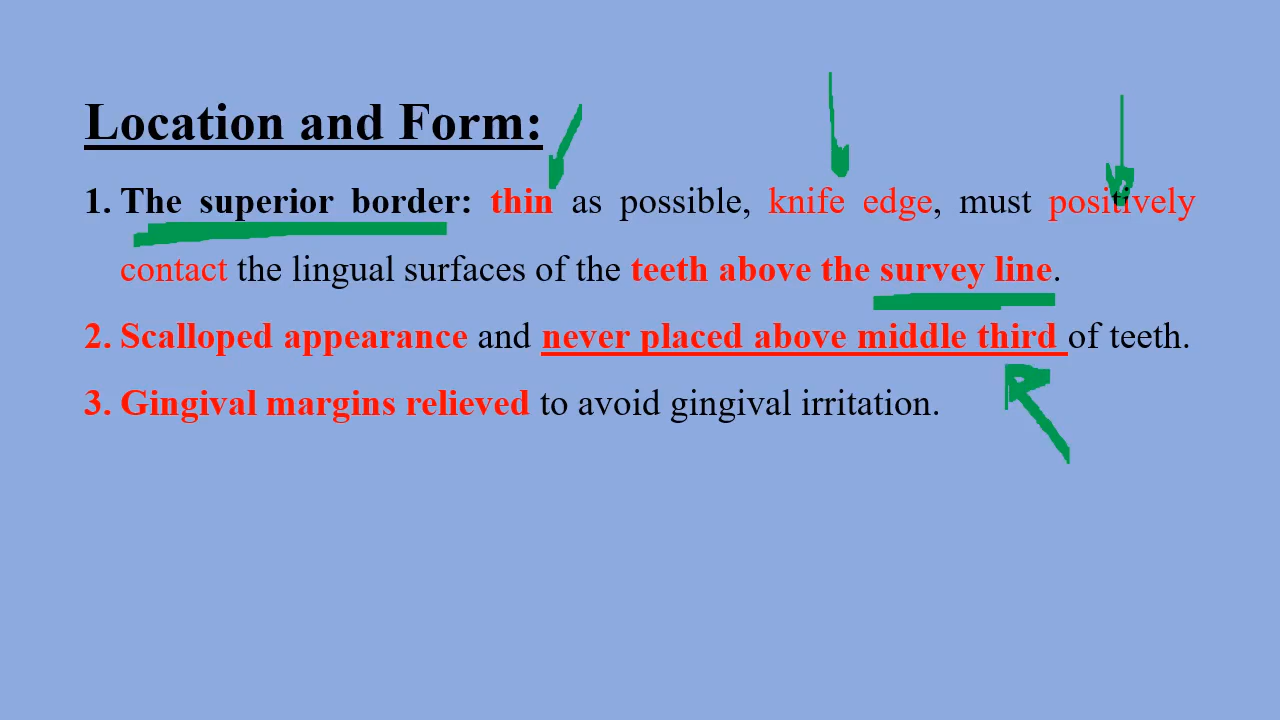 Location and Form:
1. The superior border: thin as possible, knife edge, must positively
contact the lingual surfaces of the teeth above the survey line.
2. Scalloped appearance and never placed above middle third of teeth.
3. Gingival margins relieved to avoid gingival irritation.